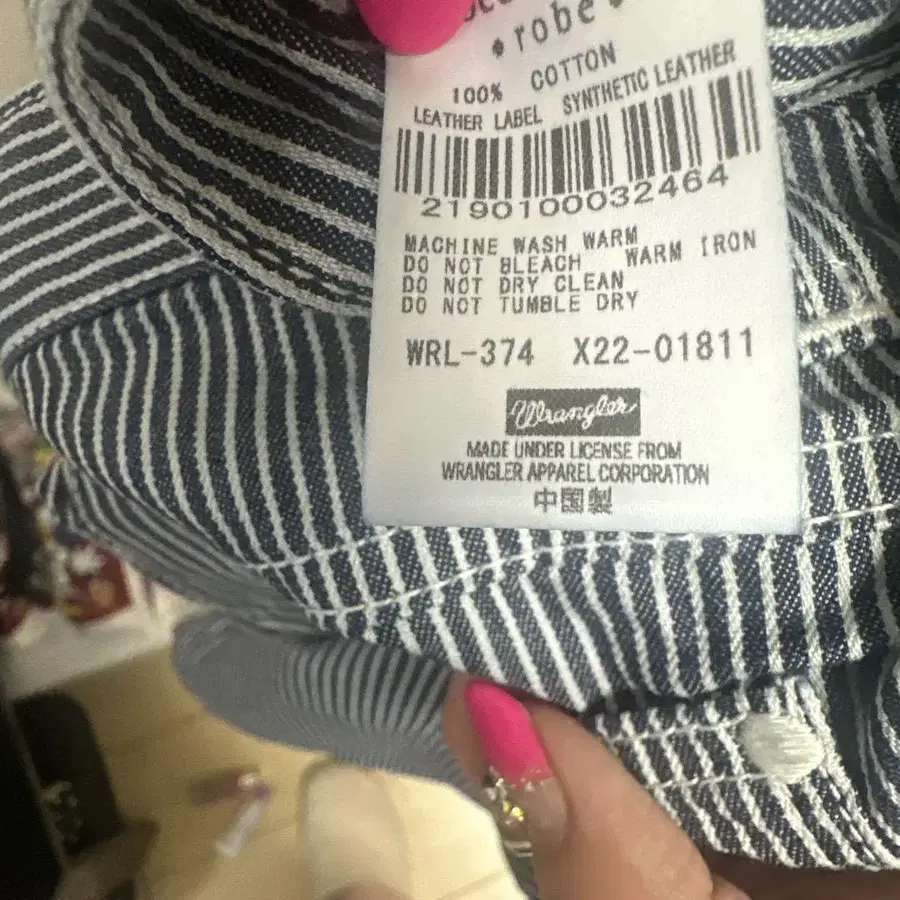 •robe•
100% COTTON
LEATHER LABEL SYNTHETIC LEATHER
2190100032464
MACHINE WASH WARM
DO NOT BLEACH WARM IRON
DO NOT DRY CLEAN
DO NOT TUMBLE DRY
WRL-374 X22-01811
Wrangler
MADE UNDER LICENSE FROM
WRANGLER APPAREL CORPORATION
中国製